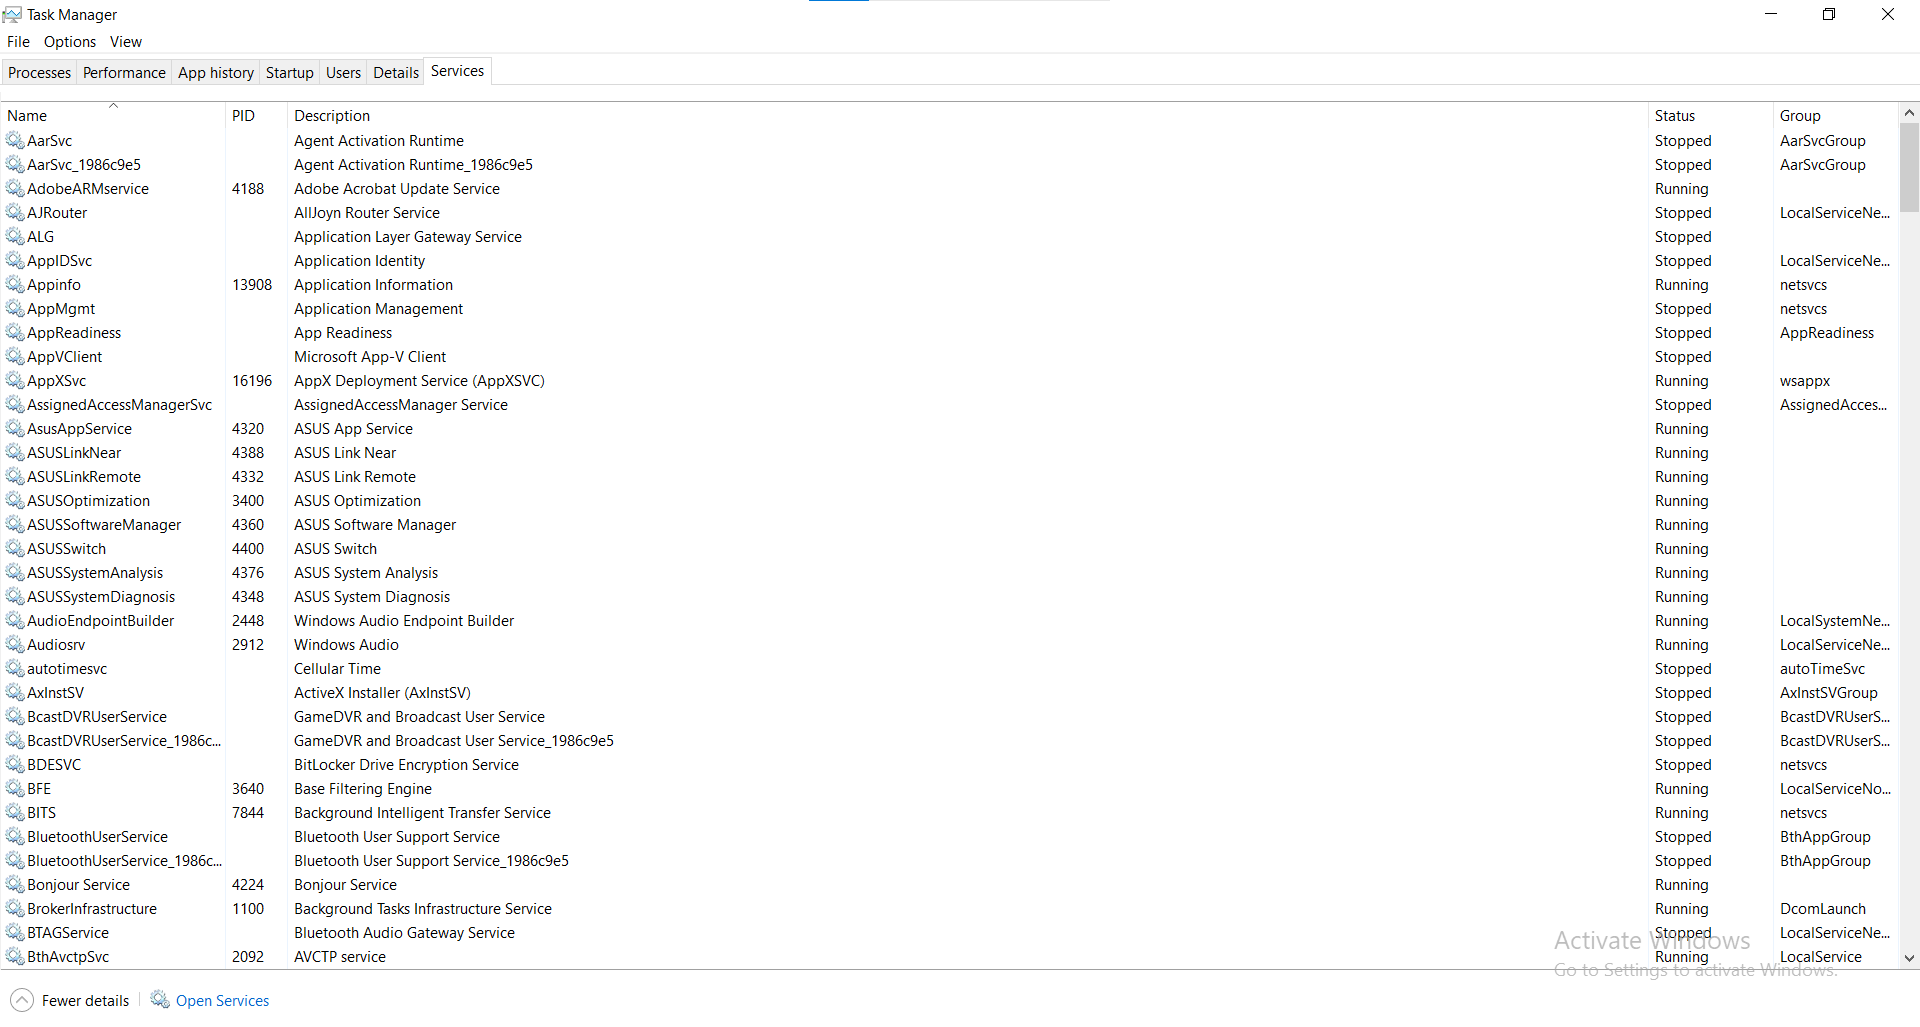 Task Manager
File Options View
Processes Performance App history Startup Users Details Services
Name PID Description Status Group
AarSvc Agent Activation Runtime Stopped AarSvcGroup
AarSvc_1986c9e5 Agent Activation Runtime_1986c9e5 Stopped AarSvcGroup
AdobeARMservice 4188 Adobe Acrobat Update Service Running
AJRouter AllJoyn Router Service Stopped LocalServiceNe...
ALG Application Layer Gateway Service Stopped
AppIDSvc Application Identity Stopped LocalServiceNe...
Appinfo 13908 Application Information Running netsvcs
AppMgmt Application Management Stopped netsvcs
AppReadiness App Readiness Stopped AppReadiness
AppVClient Microsoft App-V Client Stopped
AppXSvc 16196 AppX Deployment Service (AppXSVC) Running wsappx
AssignedAccessManagerSvc AssignedAccessManager Service Stopped AssignedAcces...
AsusAppService 4320 ASUS App Service Running
ASUSLinkNear 4388 ASUS Link Near Running
ASUSLinkRemote 4332 ASUS Link Remote Running
ASUSOptimization 3400 ASUS Optimization Running
ASUSSoftwareManager 4360 ASUS Software Manager Running
ASUSSwitch 4400 ASUS Switch Running
ASUSSystemAnalysis 4376 ASUS System Analysis Running
ASUSSystemDiagnosis 4348 ASUS System Diagnosis Running
AudioEndpointBuilder 2448 Windows Audio Endpoint Builder Running LocalSystemNe...
Audiosrv 2912 Windows Audio Running LocalServiceNe...
autotimesvc Cellular Time Stopped autoTimeSvc
AxInstSV ActiveX Installer (AxInstSV) Stopped AxInstSVGroup
BcastDVRUserService GameDVR and Broadcast User Service Stopped BcastDVRUserS...
BcastDVRUserService_1986c... GameDVR and Broadcast User Service_1986c9e5 Stopped BcastDVRUserS...
BDESVC BitLocker Drive Encryption Service Stopped netsvcs
BFE 3640 Base Filtering Engine Running LocalServiceNo...
BITS 7844 Background Intelligent Transfer Service Running netsvcs
BluetoothUserService Bluetooth User Support Service Stopped BthAppGroup
BluetoothUserService_1986c... Bluetooth User Support Service_1986c9e5 Stopped BthAppGroup
Bonjour Service 4224 Bonjour Service Running
BrokerInfrastructure 1100 Background Tasks Infrastructure Service Running DcomLaunch
BTAGService Bluetooth Audio Gateway Service Stopped LocalServiceNe...
BthAvctpSvc 2092 AVCTP service Running LocalService
Activate Windows
Go to Settings to activate Windows.
Fewer details Open Services